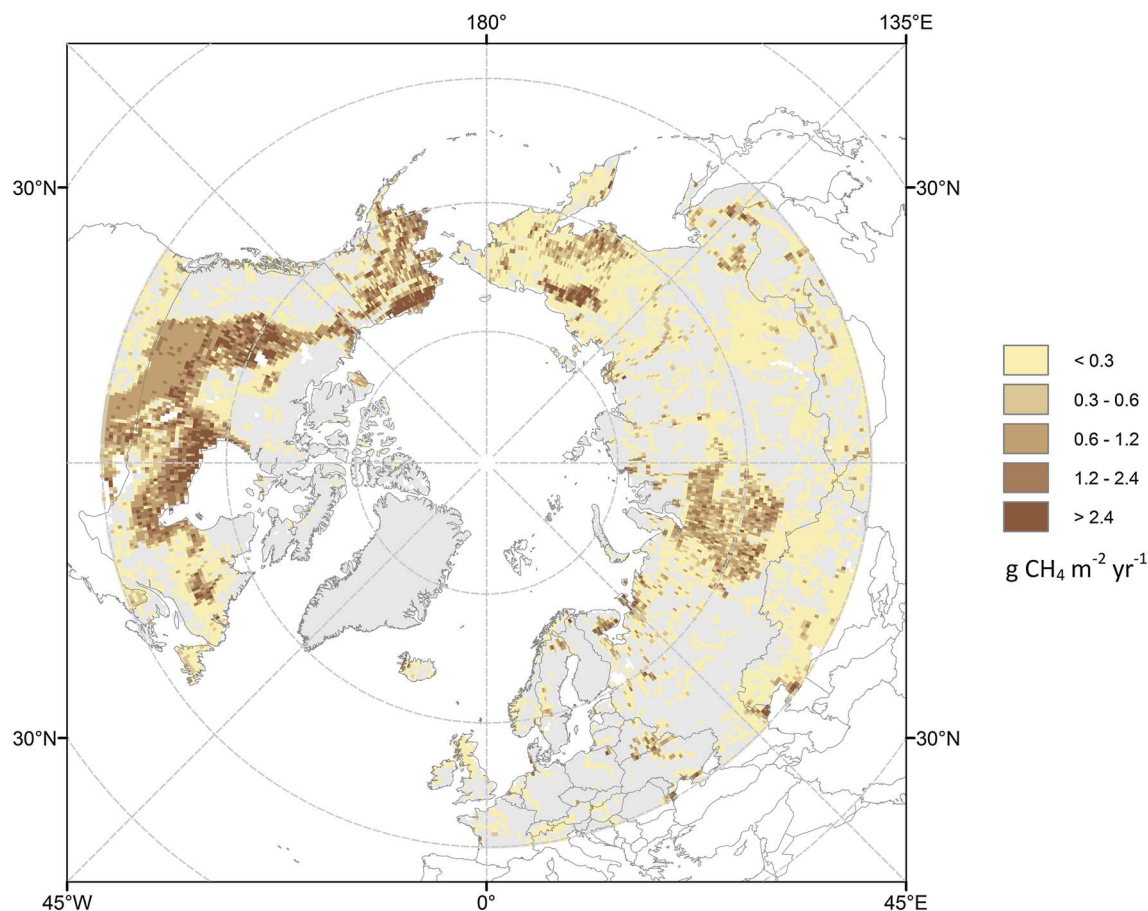 180°
135°E
30°N
30°N
< 0.3
0.3 - 0.6
0.6 - 1.2
1.2 - 2.4
> 2.4
g CH₄ m⁻² yr⁻¹
30°N
30°N
45°W
0°
45°E